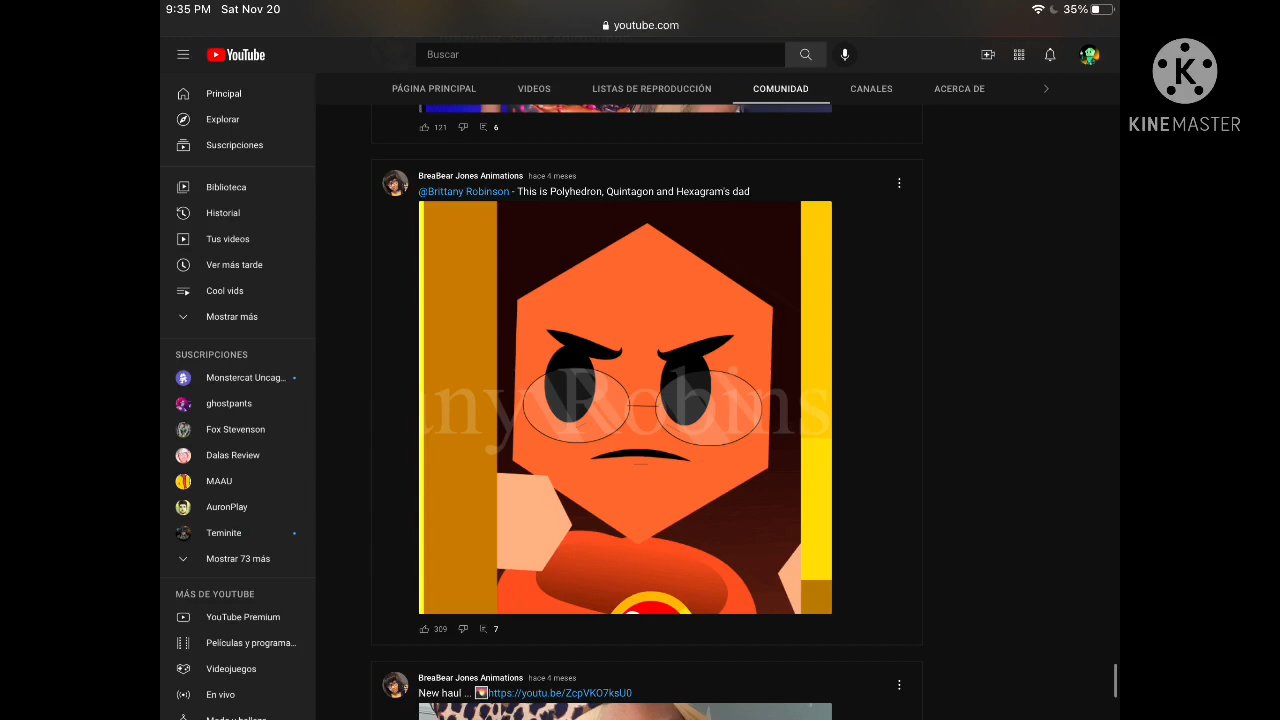 9:35 PM Sat Nov 20
35%
youtube.com
YouTube
Buscar
K
KINEMASTER
PÁGINA PRINCIPAL VIDEOS LISTAS DE REPRODUCCIÓN COMUNIDAD CANALES ACERCA DE
Principal
Explorar
Suscripciones
Biblioteca
Historial
Tus videos
Ver más tarde
Cool vids
Mostrar más
SUSCRIPCIONES
Monstercat Uncag...
ghostpants
Fox Stevenson
Dalas Review
MAAU
AuronPlay
Teminite
Mostrar 73 más
MÁS DE YOUTUBE
YouTube Premium
Películas y programa...
Videojuegos
En vivo
121 6
BreaBear Jones Animations hace 4 meses
@Brittany Robinson - This is Polyhedron, Quintagon and Hexagram's dad
any Robins
309 7
BreaBear Jones Animations hace 4 meses
New haul ... https://youtu.be/ZcpVKO7ksU0